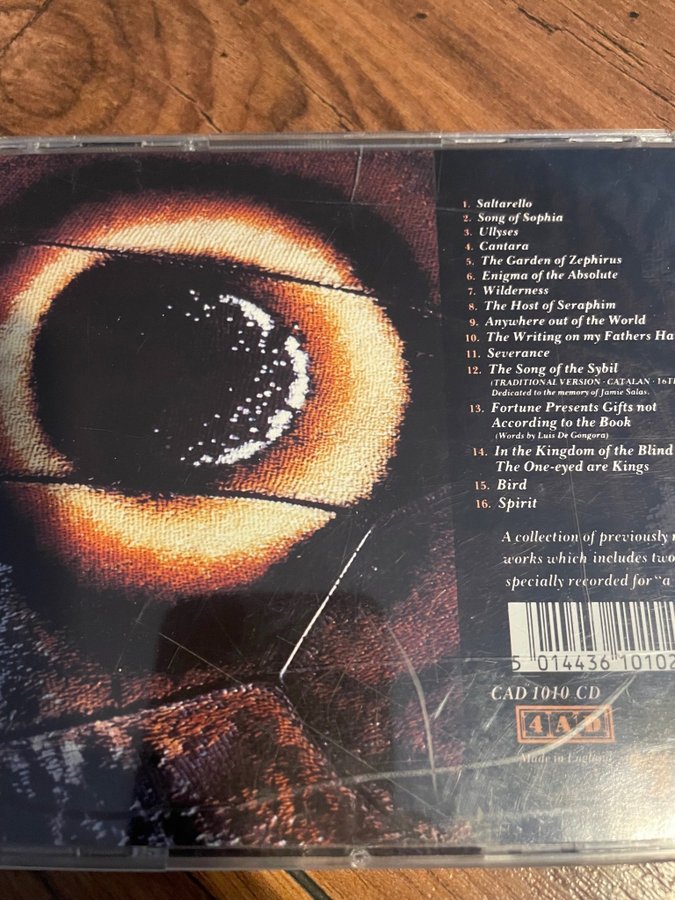 1. Saltarello
2. Song of Sophia
3. Ullyses
4. Cantara
5. The Garden of Zephirus
6. Enigma of the Absolute
7. Wilderness
8. The Host of Seraphim
9. Anywhere out of the World
10. The Writing on my Fathers Ha
11. Severance
12. The Song of the Sybil
(TRADITIONAL VERSION · CATALAN · 16T
Dedicated to the memory of Jamie Salas.
13. Fortune Presents Gifts not
According to the Book
(Words by Luis De Gongora)
14. In the Kingdom of the Blind
The One-eyed are Kings
15. Bird
16. Spirit
A collection of previously
works which includes two
specially recorded for "a
5 014436 10102
CAD 1010 CD
4AD
Made in England